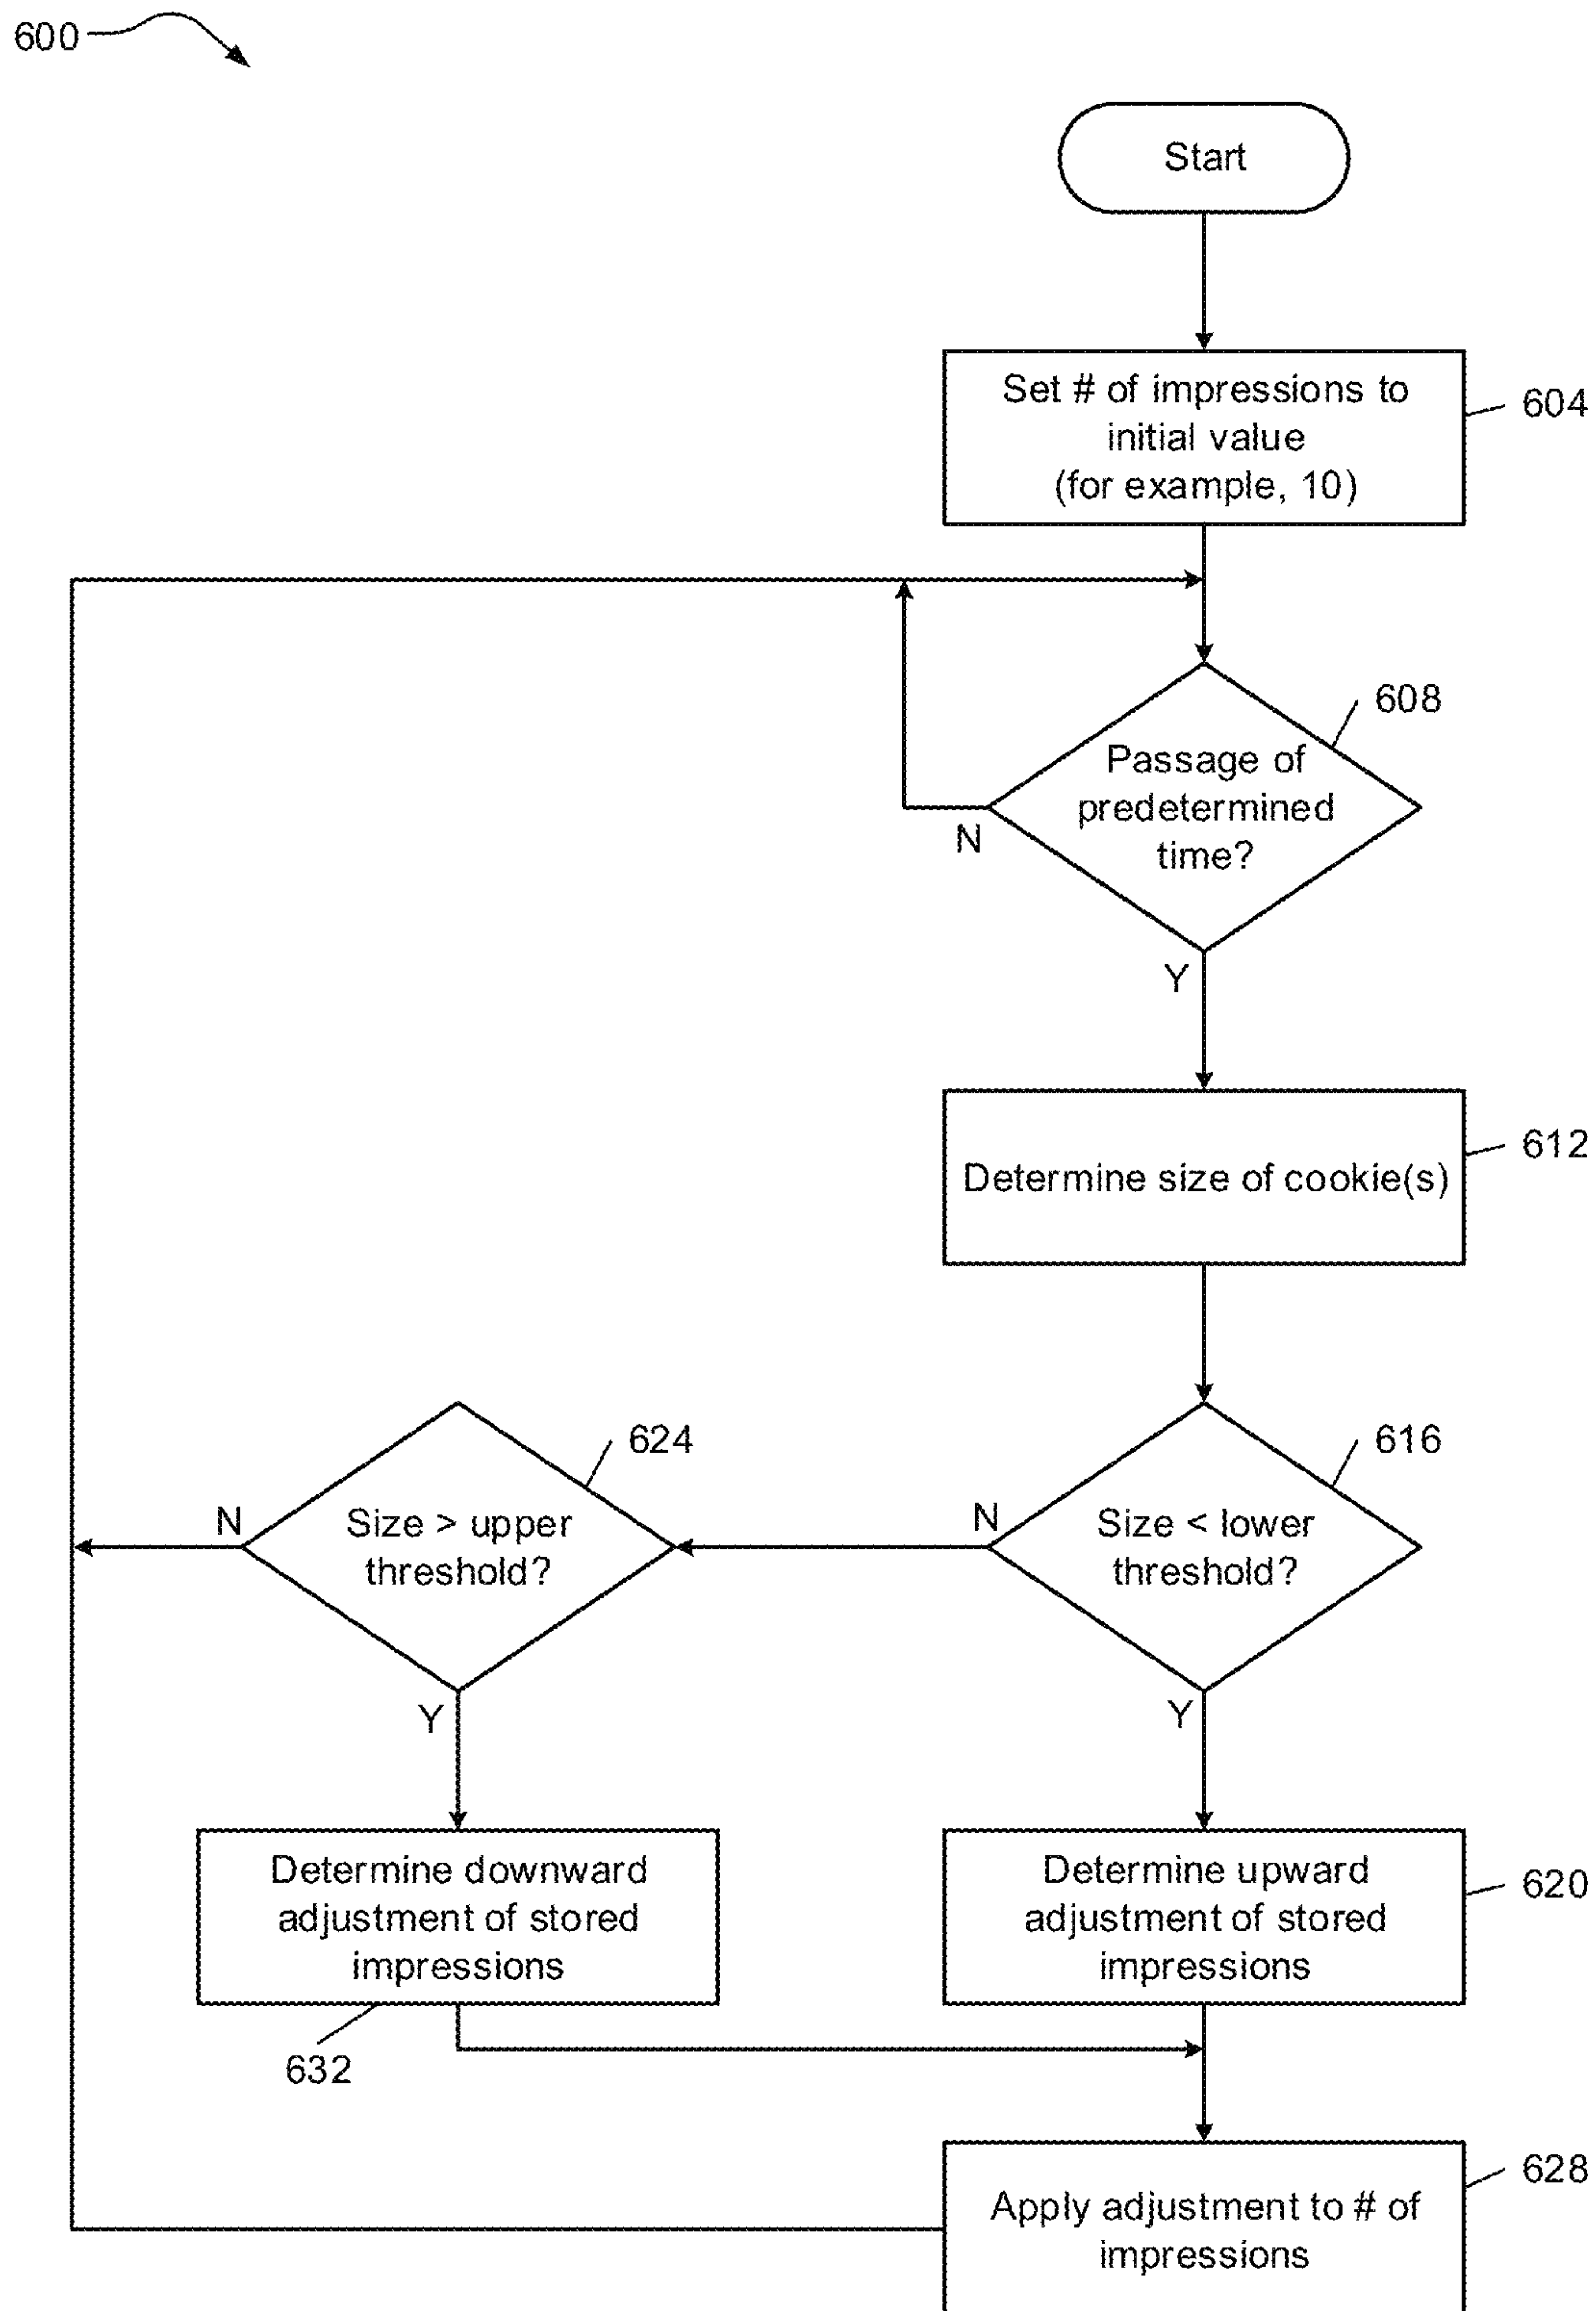 600
Start
Set # of impressions to
initial value
(for example, 10)
604
608
Passage of
predetermined
time?
N
Y
612
Determine size of cookie(s)
624
616
N
Size > upper
threshold?
N
Size < lower
threshold?
Y
Y
Determine downward
adjustment of stored
impressions
Determine upward
adjustment of stored
impressions
620
632
628
Apply adjustment to # of
impressions